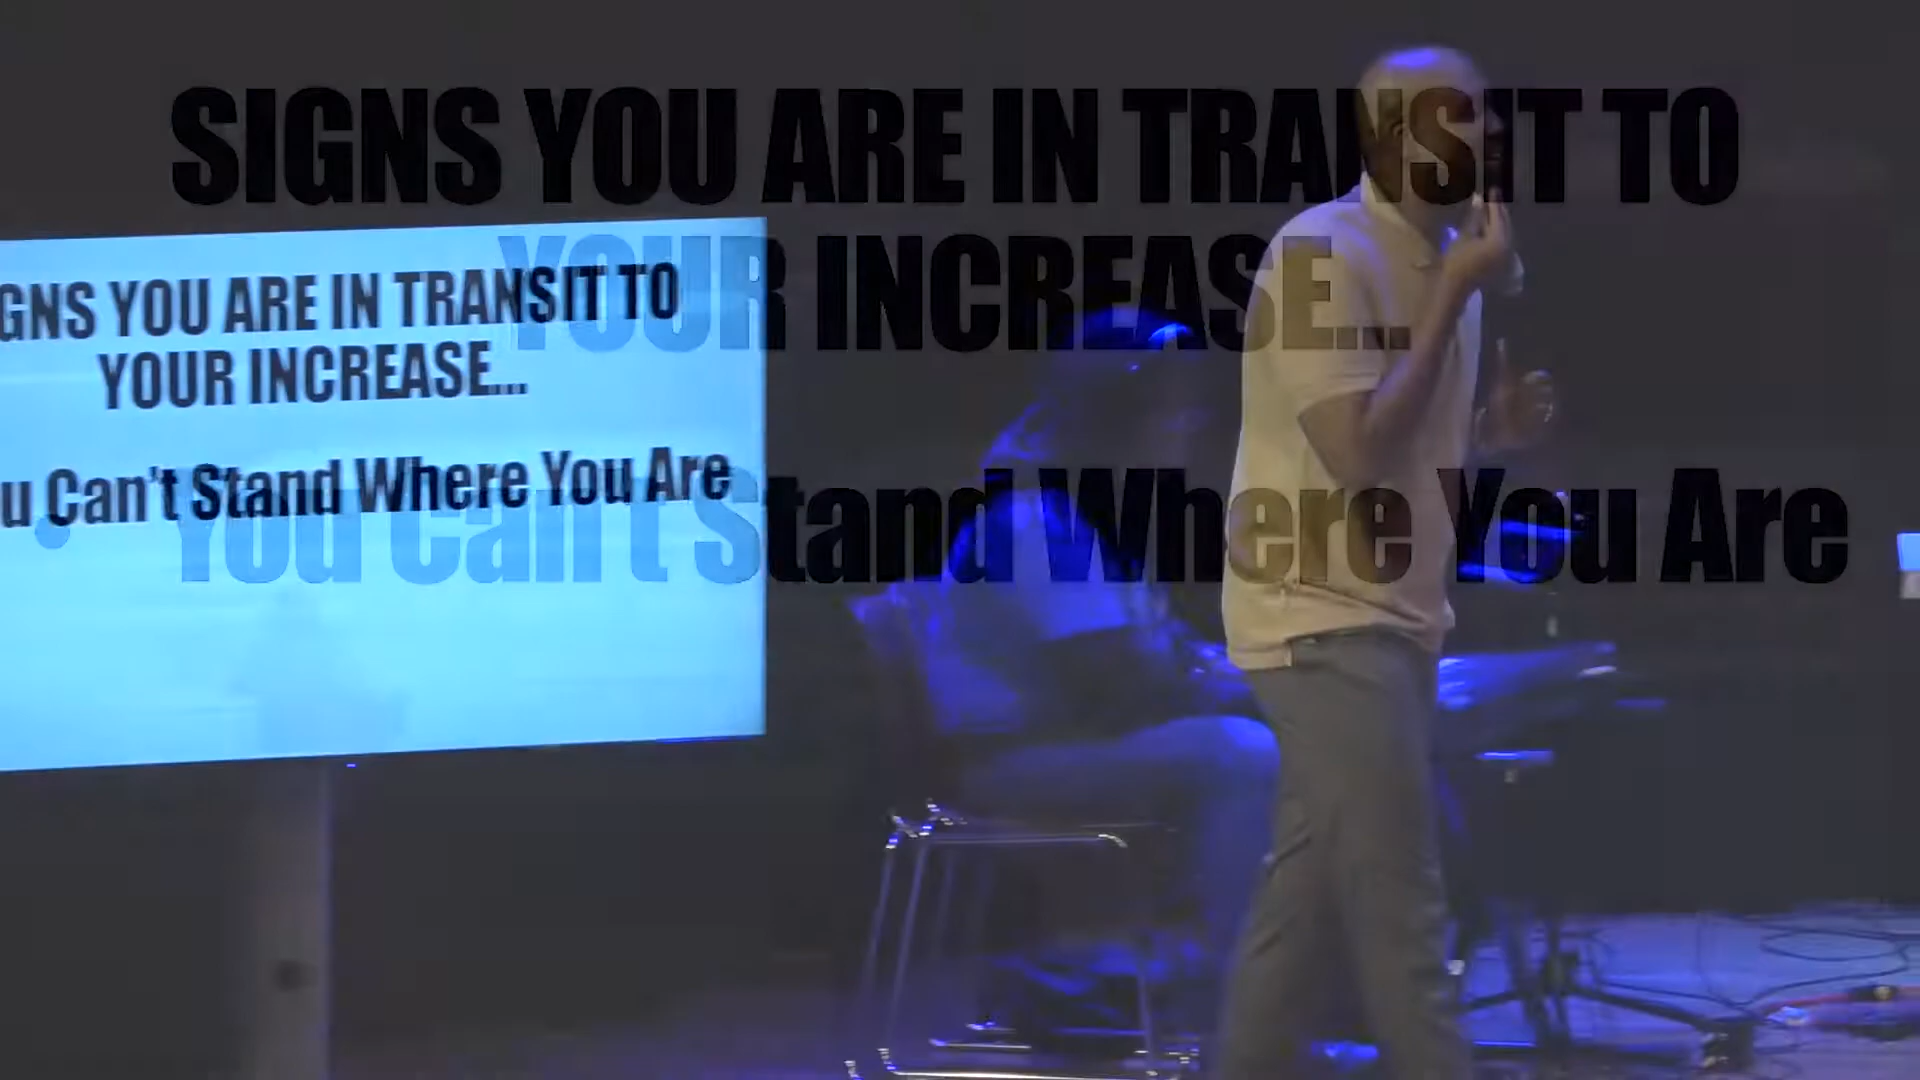 SIGNS YOU ARE IN TRANSIT TO
YOUR INCREASE...
• You Can't Stand Where You Are
GNS YOU ARE IN TRANSIT TO
YOUR INCREASE...
u Can't Stand Where You Are